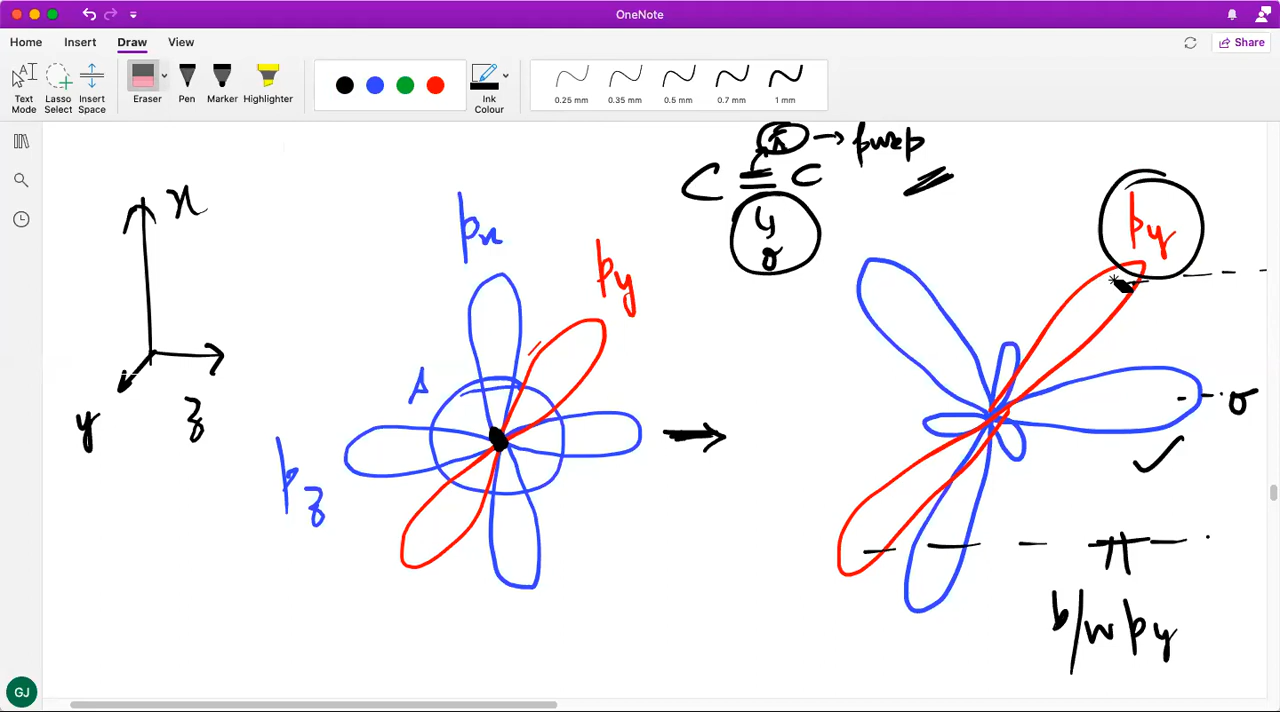 OneNote
Home Insert Draw View
Share
Text Mode
Lasso Select
Insert Space
Eraser
Pen
Marker
Highlighter
Ink Colour
0.25 mm
0.35 mm
0.5 mm
0.7 mm
1 mm
π → pure p
C ≡ C
σ
x
y
z
px
py
pz
s
py
σ
π
b/w py
GJ